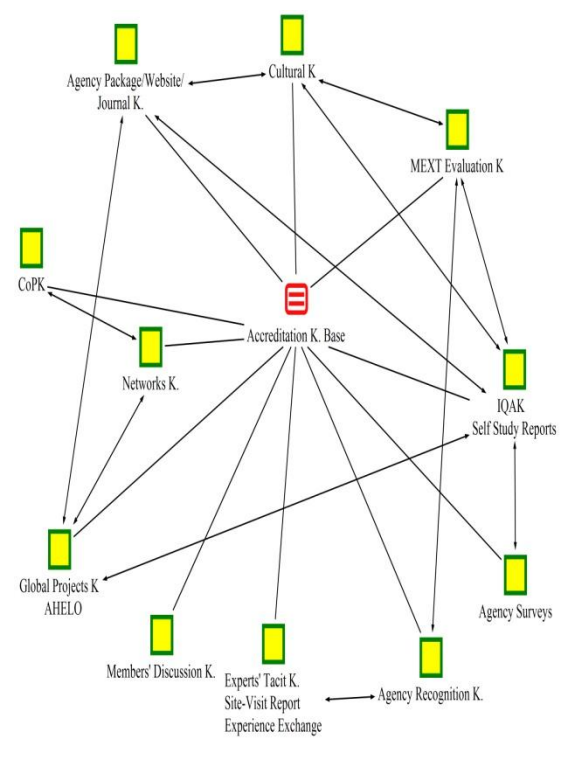 Cultural K
Agency Package/Website/
Journal K.
MEXT Evaluation K
CoPK
Accreditation K. Base
Networks K.
IQAK
Self Study Reports
Global Projects K
AHELO
Agency Surveys
Members' Discussion K.
Experts' Tacit K.
Site-Visit Report
Experience Exchange
Agency Recognition K.